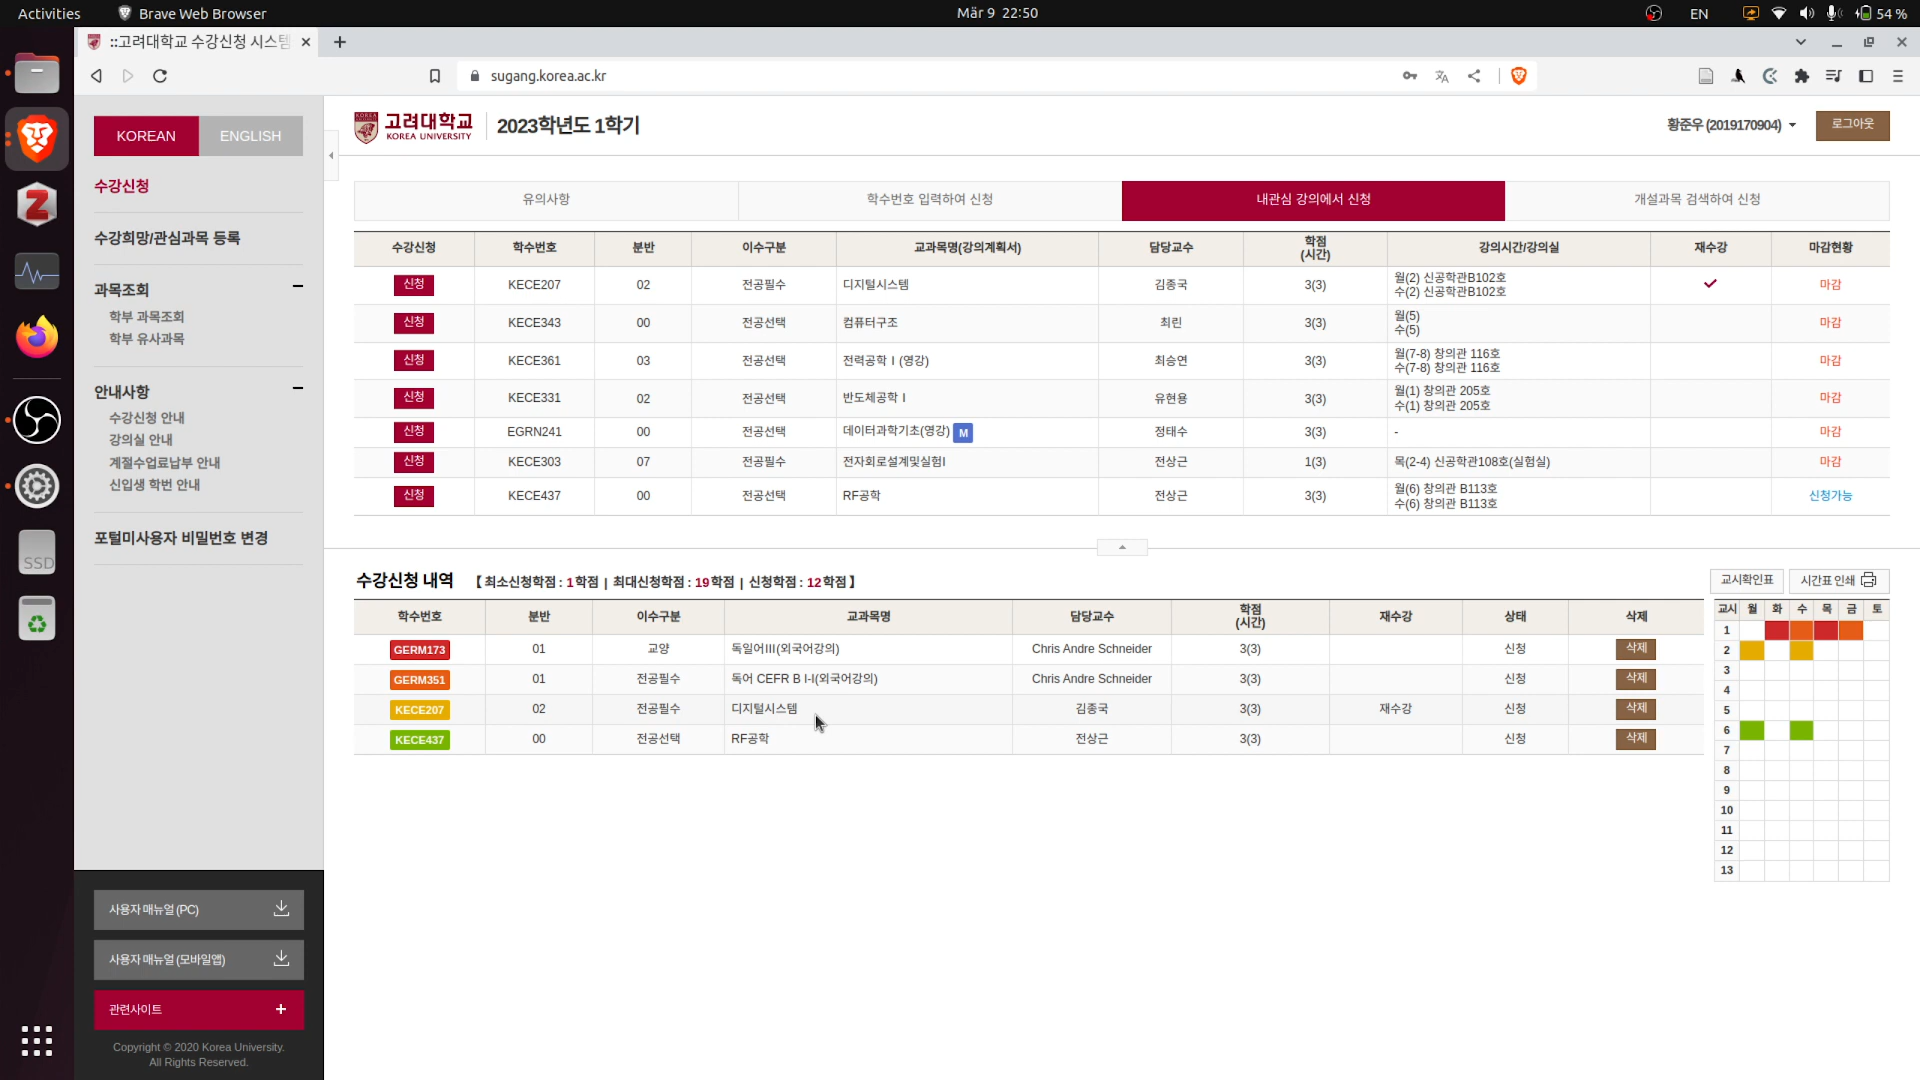 Activities
Brave Web Browser
Mär 9 22:50
EN
54 %
::고려대학교 수강신청 시스템
sugang.korea.ac.kr
KOREAN
ENGLISH
수강신청
수강희망/관심과목 등록
과목조회
학부 과목조회
학부 유사과목
안내사항
수강신청 안내
강의실 안내
계절수업료납부 안내
신입생 학번 안내
포털미사용자 비밀번호 변경
사용자 매뉴얼 (PC)
사용자 매뉴얼 (모바일앱)
관련사이트
Copyright © 2020 Korea University.
All Rights Reserved.
SSD
고려대학교
KOREA UNIVERSITY
2023학년도 1학기
황준우 (2019170904)
로그아웃
유의사항
학수번호 입력하여 신청
내관심 강의에서 신청
개설과목 검색하여 신청
수강신청 학수번호 분반 이수구분 교과목명(강의계획서) 담당교수 학점 강의시간/강의실 재수강 마감현황
(시간)
신청 KECE207 02 전공필수 디지털시스템 김종국 3(3) 월(2) 신공학관B102호 마감
수(2) 신공학관B102호
신청 KECE343 00 전공선택 컴퓨터구조 최린 3(3) 월(5) 마감
수(5)
신청 KECE361 03 전공선택 전력공학Ⅰ(영강) 최승연 3(3) 월(7-8) 창의관 116호 마감
수(7-8) 창의관 116호
신청 KECE331 02 전공선택 반도체공학Ⅰ 유현용 3(3) 월(1) 창의관 205호 마감
수(1) 창의관 205호
신청 EGRN241 00 전공선택 데이터과학기초(영강) M 정태수 3(3) - 마감
신청 KECE303 07 전공필수 전자회로설계및실험I 전상근 1(3) 목(2-4) 신공학관108호(실험실) 마감
신청 KECE437 00 전공선택 RF공학 전상근 3(3) 월(6) 창의관 B113호 신청가능
수(6) 창의관 B113호
수강신청 내역 【 최소신청학점 : 1학점 | 최대신청학점 : 19학점 | 신청학점 : 12학점 】
교시확인표
시간표 인쇄
학수번호 분반 이수구분 교과목명 담당교수 학점 재수강 상태 삭제
(시간)
GERM173 01 교양 독일어III(외국어강의) Chris Andre Schneider 3(3) 신청 삭제
GERM351 01 전공필수 독어 CEFR B I-I(외국어강의) Chris Andre Schneider 3(3) 신청 삭제
KECE207 02 전공필수 디지털시스템 김종국 3(3) 재수강 신청 삭제
KECE437 00 전공선택 RF공학 전상근 3(3) 신청 삭제
교시 월 화 수 목 금 토
1
2
3
4
5
6
7
8
9
10
11
12
13